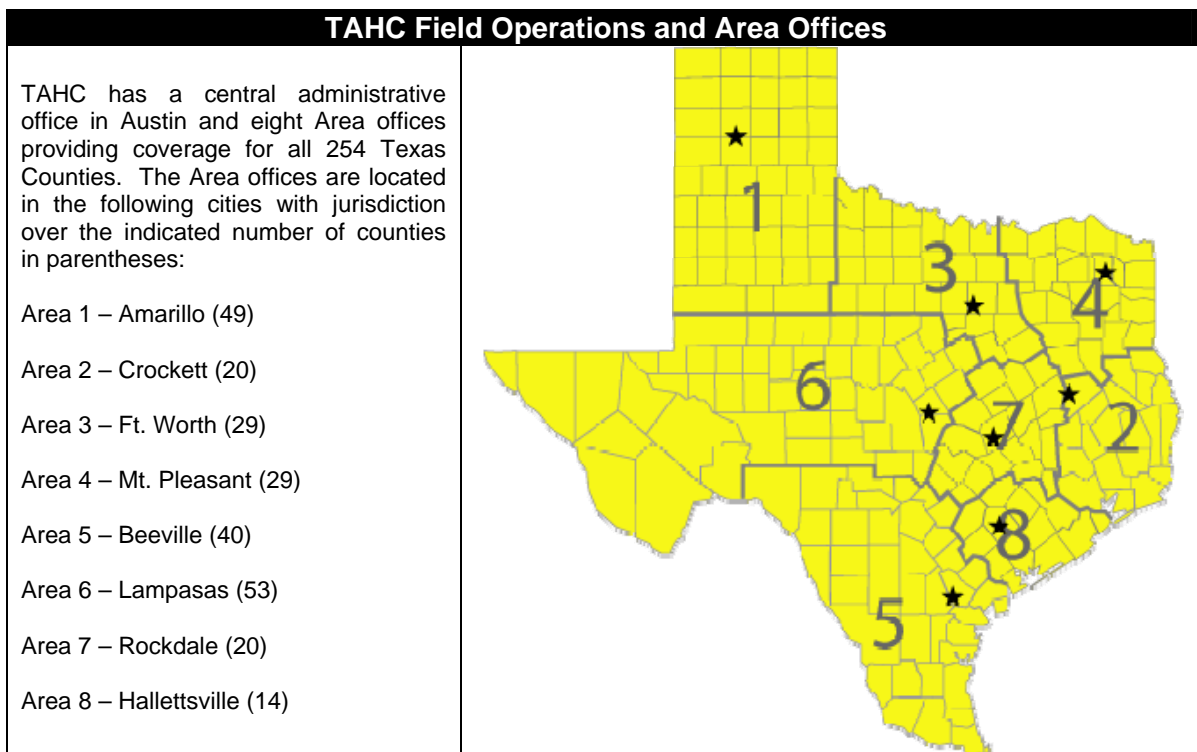 TAHC Field Operations and Area Offices
TAHC has a central administrative
office in Austin and eight Area offices
providing coverage for all 254 Texas
Counties. The Area offices are located
in the following cities with jurisdiction
over the indicated number of counties
in parentheses:
Area 1 – Amarillo (49)
Area 2 – Crockett (20)
Area 3 – Ft. Worth (29)
Area 4 – Mt. Pleasant (29)
Area 5 – Beeville (40)
Area 6 – Lampasas (53)
Area 7 – Rockdale (20)
Area 8 – Hallettsville (14)
1
3
4
6
7
2
8
5